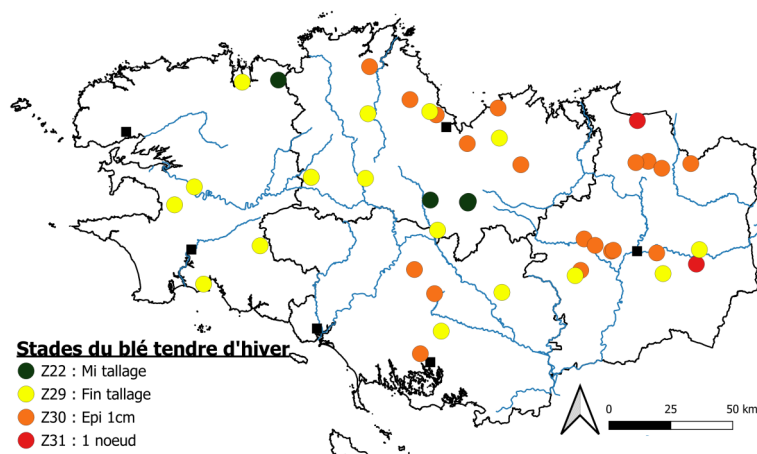 Stades du blé tendre d'hiver
Z22 : Mi tallage
Z29 : Fin tallage
Z30 : Epi 1cm
Z31 : 1 noeud
0 25 50 km